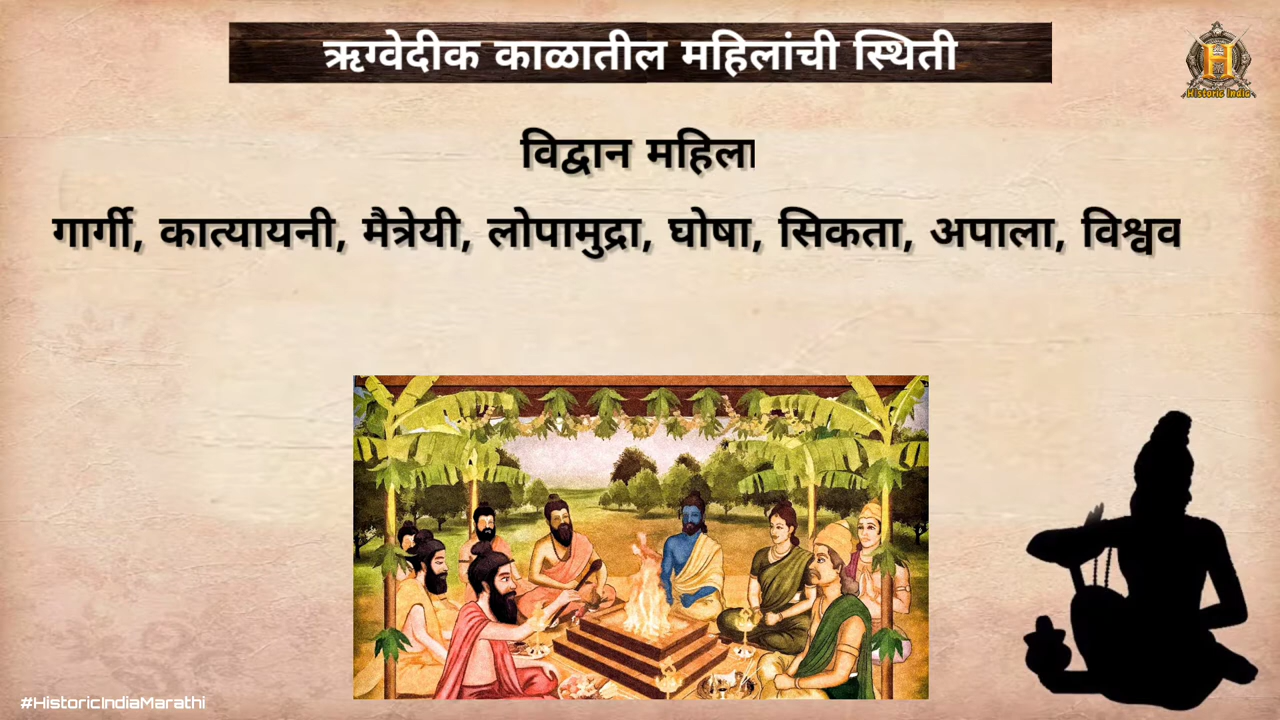 ऋग्वेदीक काळातील महिलांची स्थिती
H
Historic India
विद्वान महिला
गार्गी, कात्यायनी, मैत्रेयी, लोपामुद्रा, घोषा, सिकता, अपाला, विश्वव
#HistoricIndiaMarathi